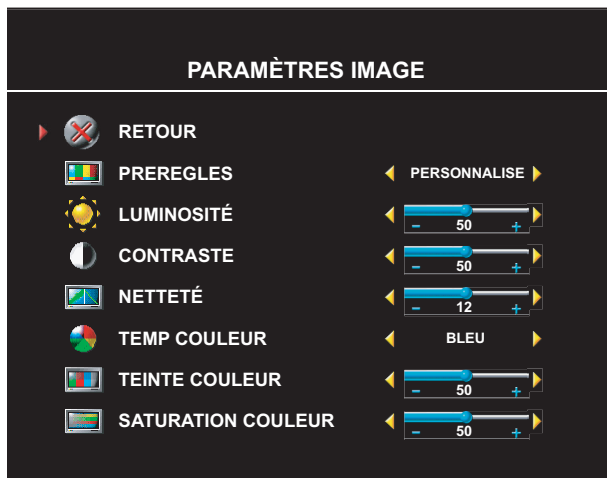 PARAMÈTRES IMAGE
RETOUR
PREREGLES PERSONNALISE
LUMINOSITÉ
- 50 +
CONTRASTE
- 50 +
NETTETÉ
- 12 +
TEMP COULEUR BLEU
TEINTE COULEUR
- 50 +
SATURATION COULEUR
- 50 +